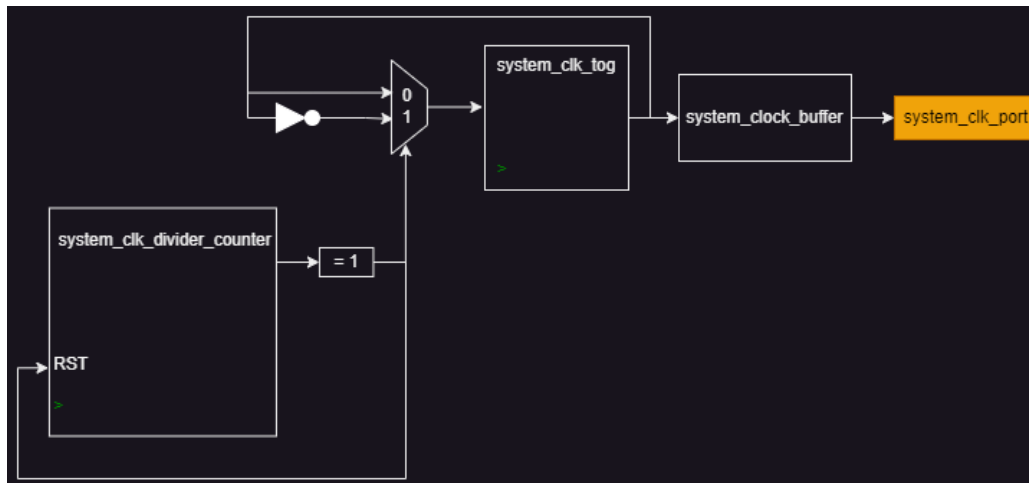 system_clk_tog
0
1
>
system_clock_buffer
system_clk_port
system_clk_divider_counter
= 1
RST
>